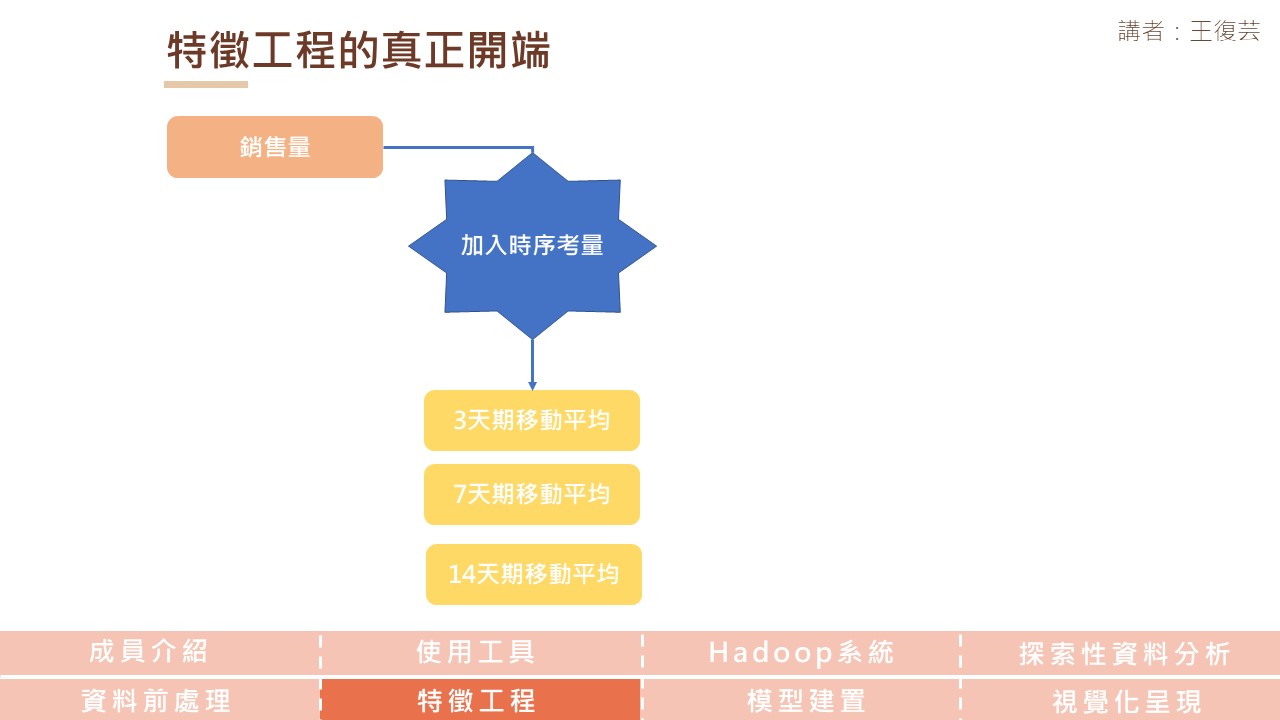 特徵工程的真正開端
講者：王復芸
銷售量
加入時序考量
3天期移動平均
7天期移動平均
14天期移動平均
成員介紹
使用工具
Hadoop系統
探索性資料分析
資料前處理
特徵工程
模型建置
視覺化呈現